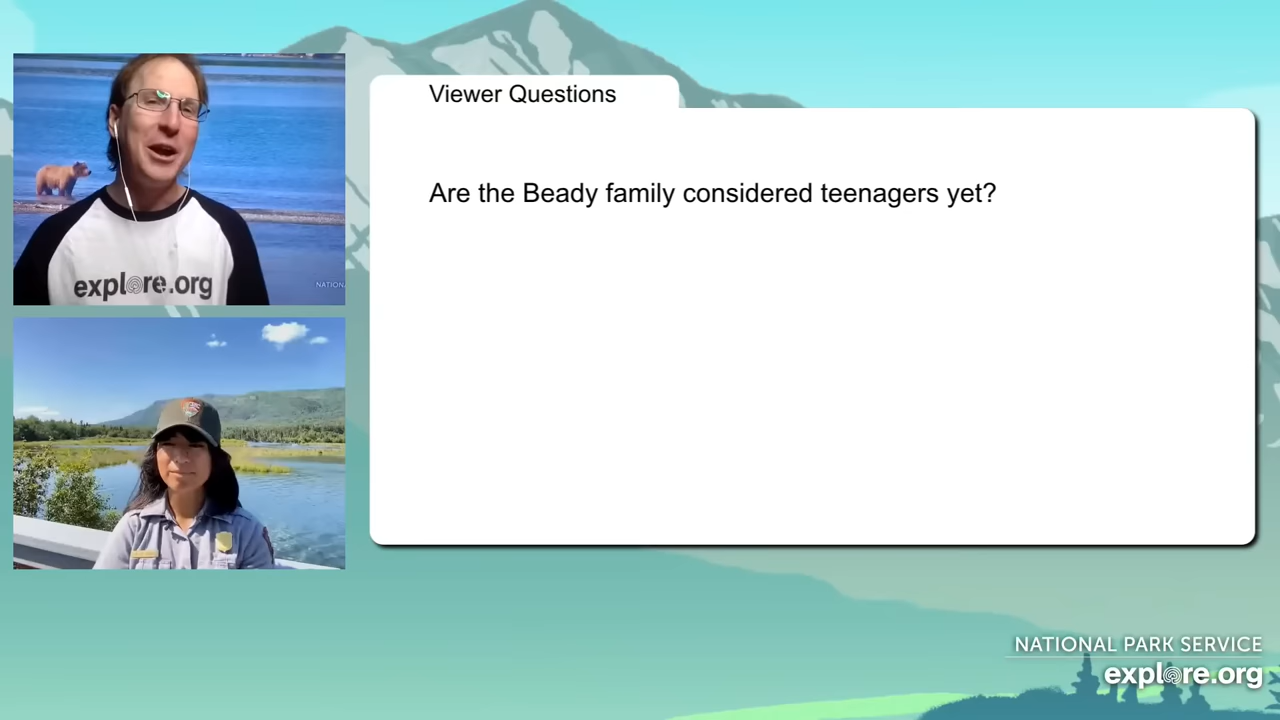 Viewer Questions
Are the Beady family considered teenagers yet?
explore.org
NATION
NATIONAL PARK SERVICE
explore.org